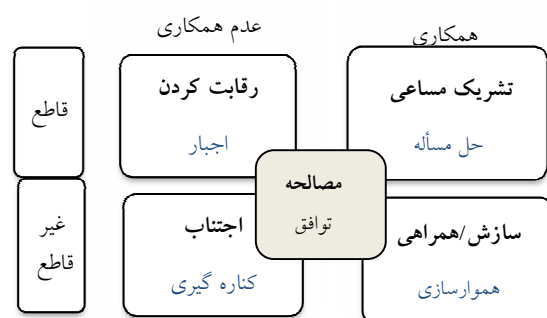 همکاری
عدم همکاری
تشریک مساعی
حل مسأله
رقابت کردن
اجبار
قاطع
مصالحه
توافق
سازش/همراهی
هموارسازی
اجتناب
کناره گیری
غیر
قاطع